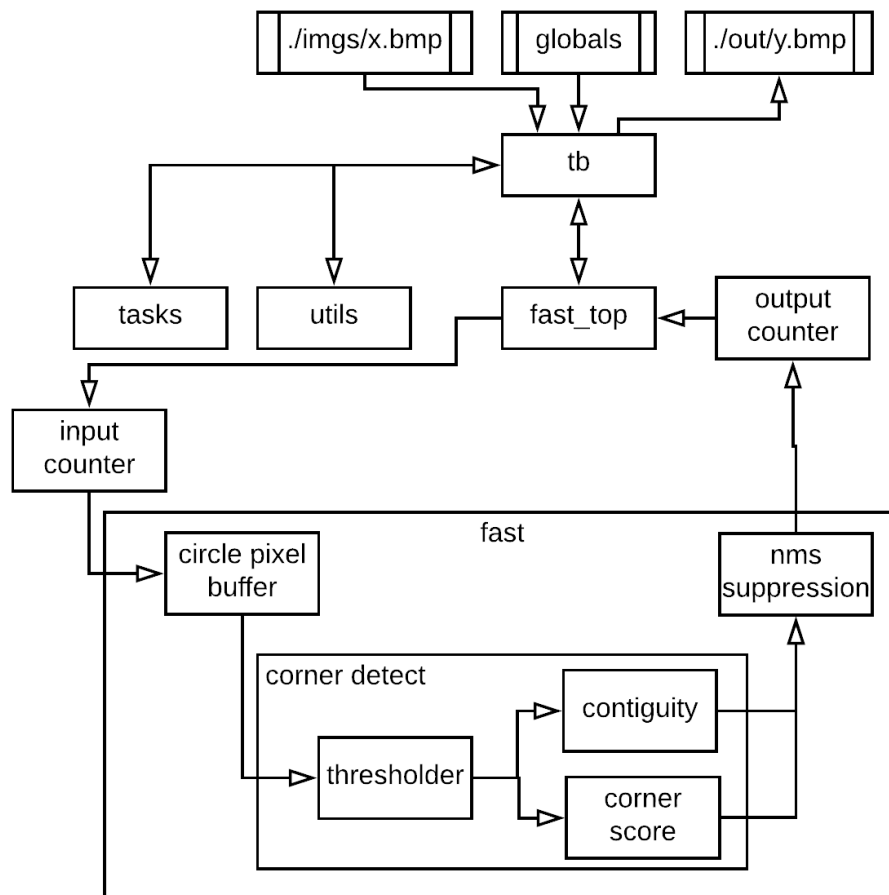 ./imgs/x.bmp
globals
./out/y.bmp
tb
tasks
utils
fast_top
output
counter
input
counter
fast
circle pixel
buffer
nms
suppression
corner detect
contiguity
thresholder
corner
score